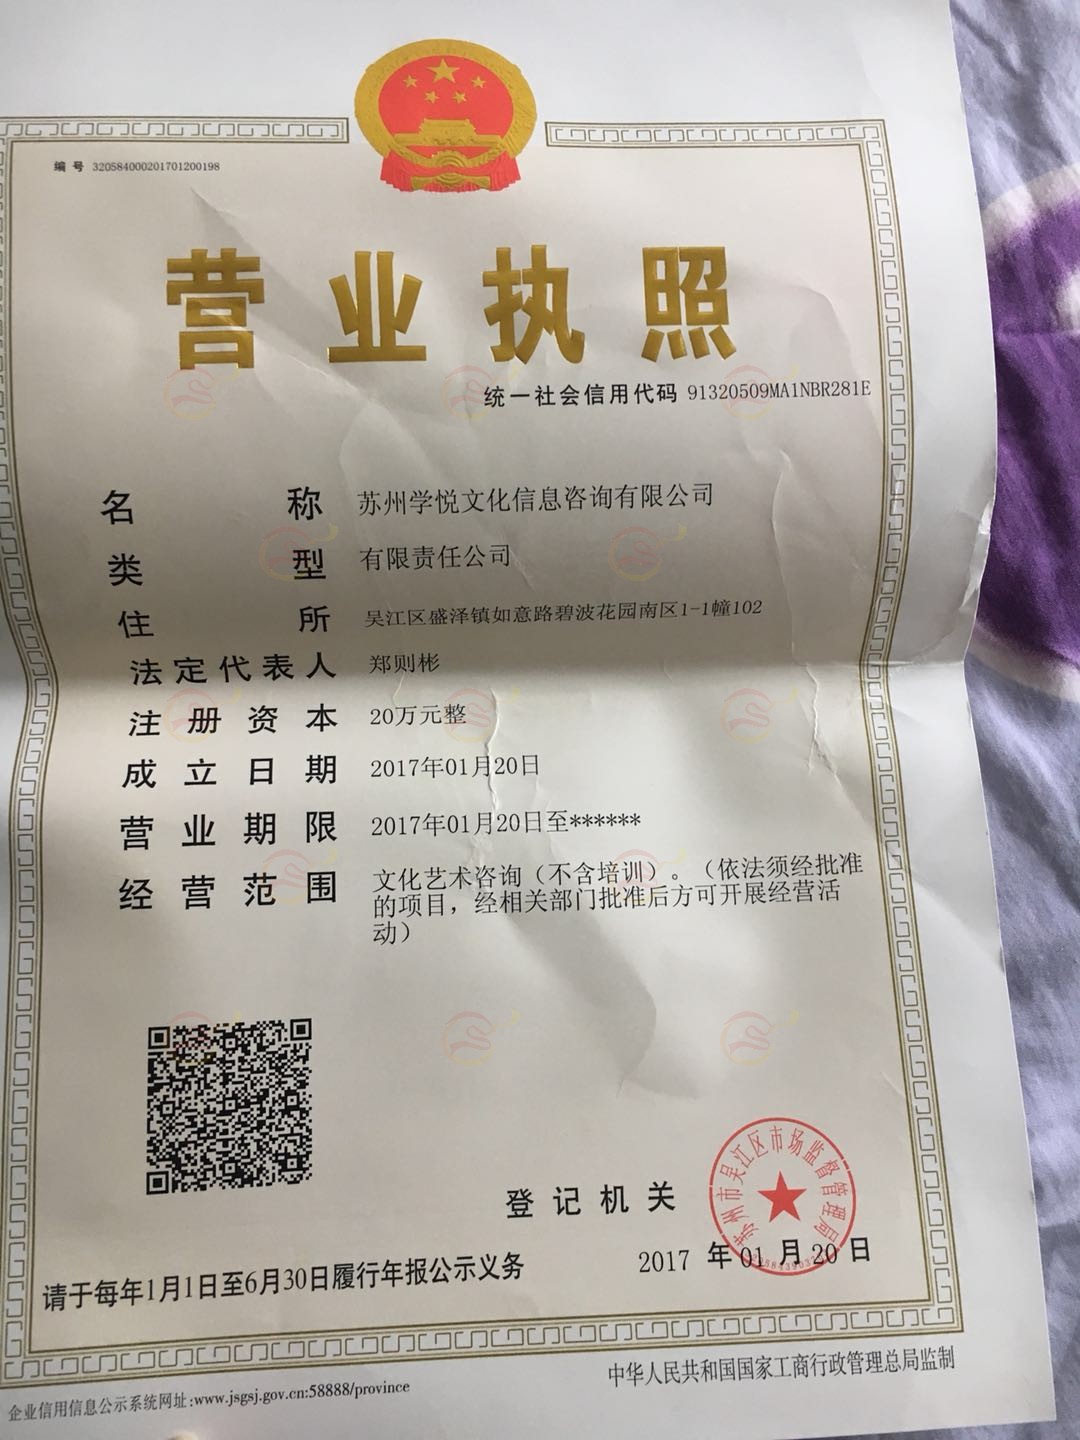 编 号 320584000201701200198
营业执照
统一社会信用代码 91320509MA1NBR281E
名 称 苏州学悦文化信息咨询有限公司
类 型 有限责任公司
住 所 吴江区盛泽镇如意路碧波花园南区1-1幢102
法定代表人 郑则彬
注册资本 20万元整
成立日期 2017年01月20日
营业期限 2017年01月20日至******
经营范围 文化艺术咨询（不含培训）。（依法须经批准
的项目，经相关部门批准后方可开展经营活
动）
苏州市吴江区市场监督管理局
登记机关
2017 年 01 月 20 日
请于每年1月1日至6月30日履行年报公示义务
企业信用信息公示系统网址:www.jsgsj.gov.cn:58888/province
中华人民共和国国家工商行政管理总局监制